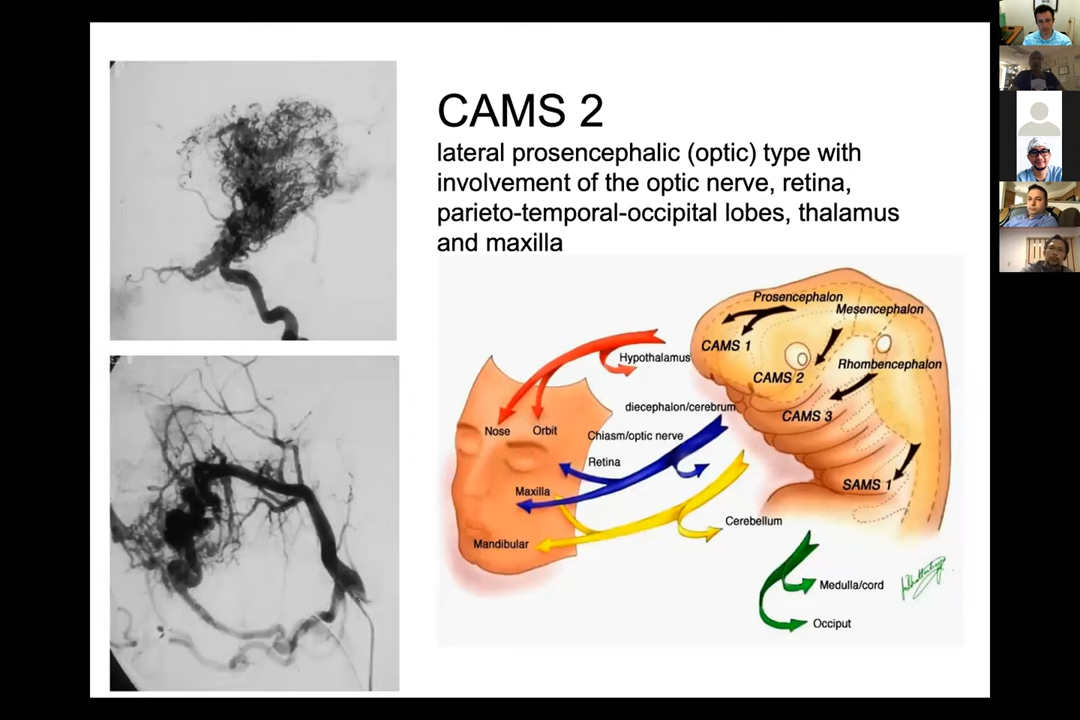 CAMS 2
lateral prosencephalic (optic) type with
involvement of the optic nerve, retina,
parieto-temporal-occipital lobes, thalamus
and maxilla
Prosencephalon
Mesencephalon
CAMS 1
Hypothalamus
Rhombencephalon
CAMS 2
diecephalon/cerebrum
CAMS 3
Nose
Orbit
Chiasm/optic nerve
Retina
SAMS 1
Maxilla
Cerebellum
Mandibular
Medulla/cord
Occiput